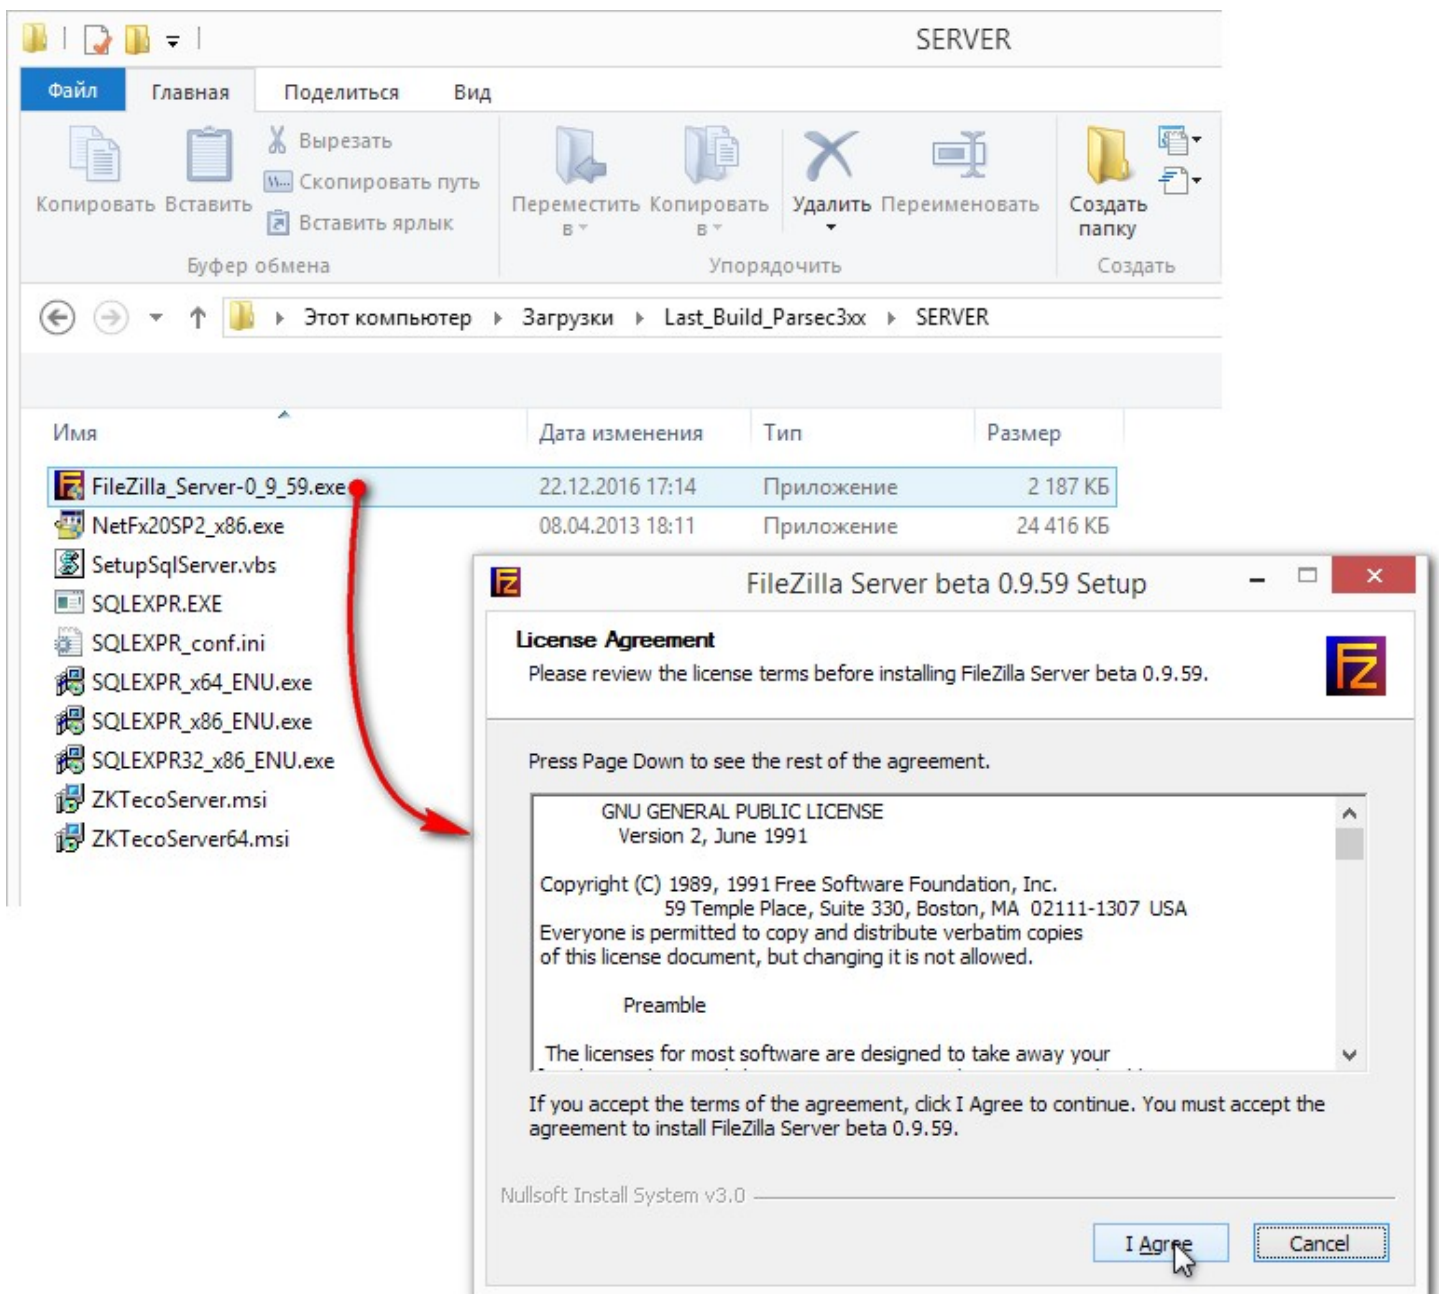 SERVER
Файл Главная Поделиться Вид
Копировать Вставить Вырезать
Скопировать путь
Вставить ярлык
Переместить в Копировать в Удалить Переименовать Создать папку
Буфер обмена Упорядочить Создать
Этот компьютер Загрузки Last_Build_Parsec3xx SERVER
Имя Дата изменения Тип Размер
FileZilla_Server-0_9_59.exe 22.12.2016 17:14 Приложение 2 187 КБ
NetFx20SP2_x86.exe 08.04.2013 18:11 Приложение 24 416 КБ
SetupSqlServer.vbs
SQLEXPR.EXE
SQLEXPR_conf.ini
SQLEXPR_x64_ENU.exe
SQLEXPR_x86_ENU.exe
SQLEXPR32_x86_ENU.exe
ZKTecoServer.msi
ZKTecoServer64.msi
FileZilla Server beta 0.9.59 Setup
License Agreement
Please review the license terms before installing FileZilla Server beta 0.9.59.
Press Page Down to see the rest of the agreement.
GNU GENERAL PUBLIC LICENSE
Version 2, June 1991
Copyright (C) 1989, 1991 Free Software Foundation, Inc.
59 Temple Place, Suite 330, Boston, MA 02111-1307 USA
Everyone is permitted to copy and distribute verbatim copies
of this license document, but changing it is not allowed.
Preamble
The licenses for most software are designed to take away your
If you accept the terms of the agreement, click I Agree to continue. You must accept the
agreement to install FileZilla Server beta 0.9.59.
Nullsoft Install System v3.0
I Agree Cancel